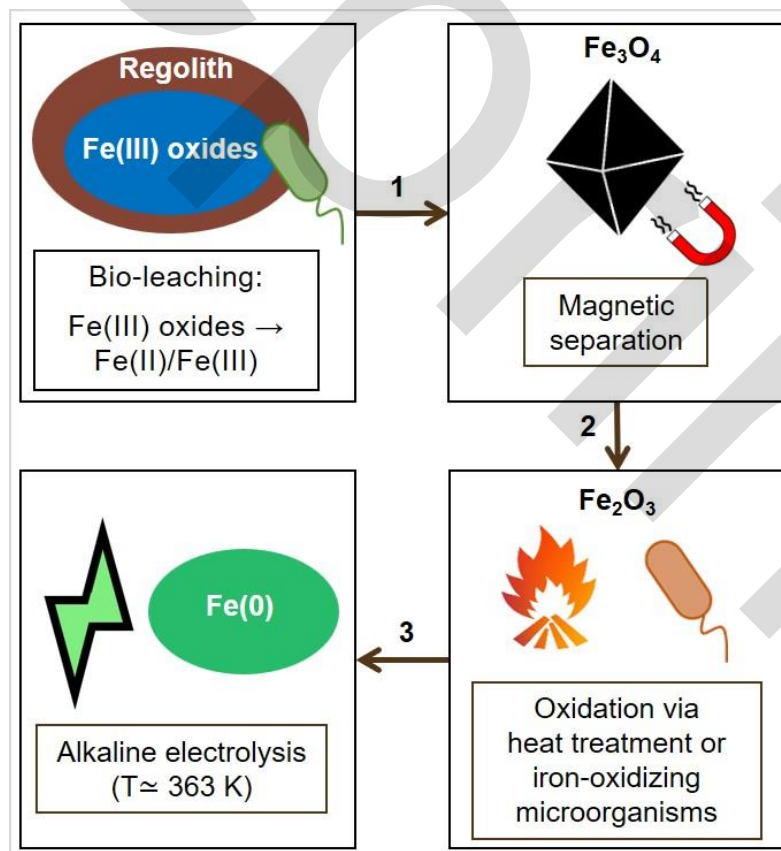 Regolith
Fe(III) oxides
Bio-leaching:
Fe(III) oxides →
Fe(II)/Fe(III)
1
Fe₃O₄
Magnetic
separation
2
Fe₂O₃
Oxidation via
heat treatment or
iron-oxidizing
microorganisms
3
Fe(0)
Alkaline electrolysis
(T≃ 363 K)